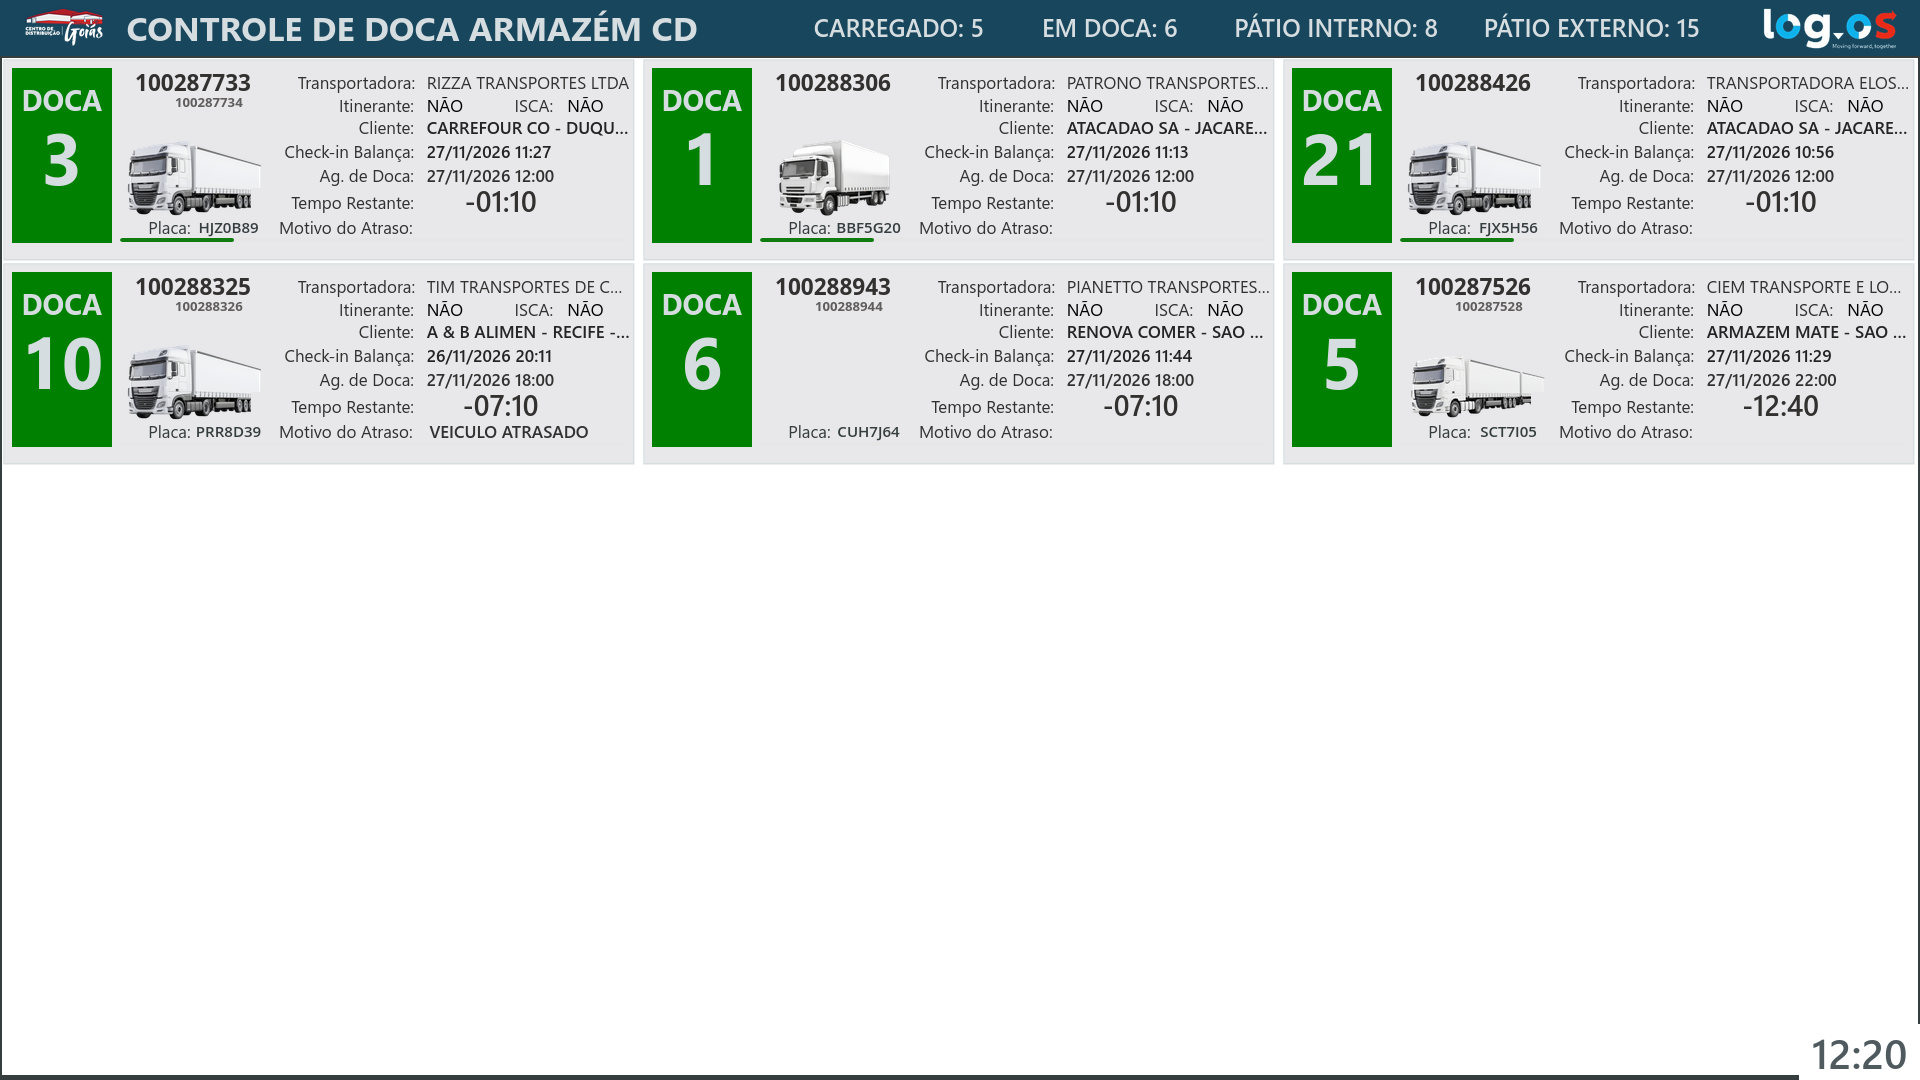 CENTRO DE DISTRIBUIÇÃO Goiás
CONTROLE DE DOCA ARMAZÉM CD
CARREGADO: 5
EM DOCA: 6
PÁTIO INTERNO: 8
PÁTIO EXTERNO: 15
log.os
Moving forward, together
DOCA
3
100287733
100287734
Placa: HJZ0B89
Transportadora: RIZZA TRANSPORTES LTDA
Itinerante: NÃO ISCA: NÃO
Cliente: CARREFOUR CO - DUQU...
Check-in Balança: 27/11/2026 11:27
Ag. de Doca: 27/11/2026 12:00
Tempo Restante: -01:10
Motivo do Atraso:
DOCA
1
100288306
Placa: BBF5G20
Transportadora: PATRONO TRANSPORTES...
Itinerante: NÃO ISCA: NÃO
Cliente: ATACADAO SA - JACARE...
Check-in Balança: 27/11/2026 11:13
Ag. de Doca: 27/11/2026 12:00
Tempo Restante: -01:10
Motivo do Atraso:
DOCA
21
100288426
Placa: FJX5H56
Transportadora: TRANSPORTADORA ELOS...
Itinerante: NÃO ISCA: NÃO
Cliente: ATACADAO SA - JACARE...
Check-in Balança: 27/11/2026 10:56
Ag. de Doca: 27/11/2026 12:00
Tempo Restante: -01:10
Motivo do Atraso:
DOCA
10
100288325
100288326
Placa: PRR8D39
Transportadora: TIM TRANSPORTES DE C...
Itinerante: NÃO ISCA: NÃO
Cliente: A & B ALIMEN - RECIFE -...
Check-in Balança: 26/11/2026 20:11
Ag. de Doca: 27/11/2026 18:00
Tempo Restante: -07:10
Motivo do Atraso: VEICULO ATRASADO
DOCA
6
100288943
100288944
Placa: CUH7J64
Transportadora: PIANETTO TRANSPORTES...
Itinerante: NÃO ISCA: NÃO
Cliente: RENOVA COMER - SAO ...
Check-in Balança: 27/11/2026 11:44
Ag. de Doca: 27/11/2026 18:00
Tempo Restante: -07:10
Motivo do Atraso:
DOCA
5
100287526
100287528
Placa: SCT7I05
Transportadora: CIEM TRANSPORTE E LO...
Itinerante: NÃO ISCA: NÃO
Cliente: ARMAZEM MATE - SAO ...
Check-in Balança: 27/11/2026 11:29
Ag. de Doca: 27/11/2026 22:00
Tempo Restante: -12:40
Motivo do Atraso:
12:20